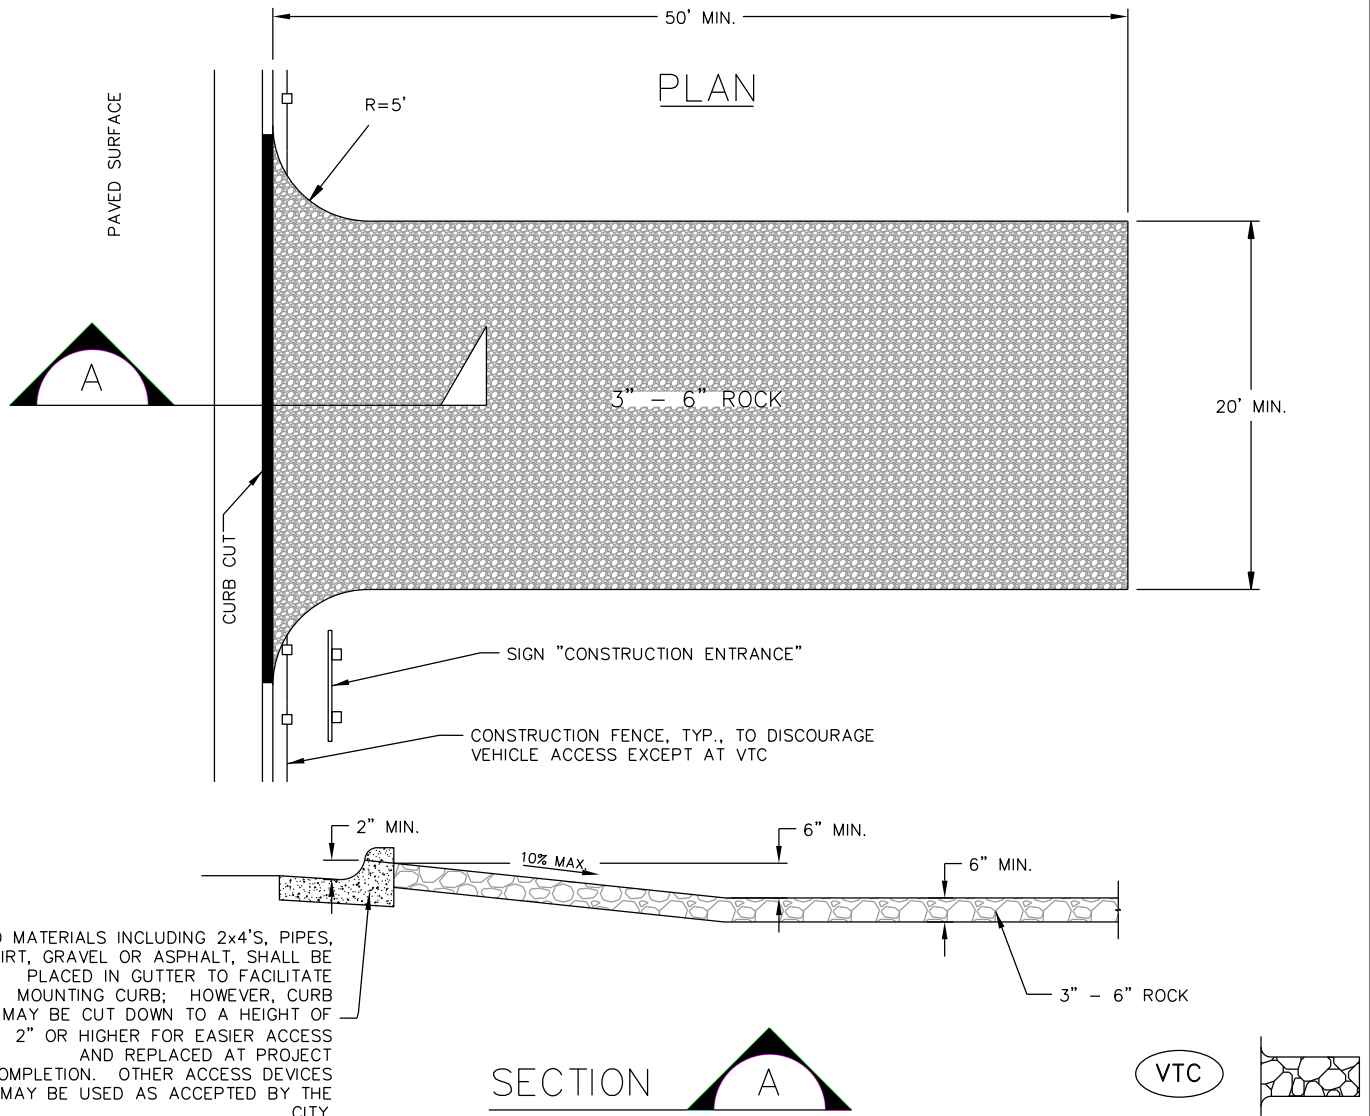 50' MIN.
PLAN
R=5'
PAVED SURFACE
A
3" - 6" ROCK
20' MIN.
CURB CUT
SIGN "CONSTRUCTION ENTRANCE"
CONSTRUCTION FENCE, TYP., TO DISCOURAGE
VEHICLE ACCESS EXCEPT AT VTC
2" MIN.
10% MAX.
6" MIN.
6" MIN.
MATERIALS INCLUDING 2x4'S, PIPES,
GRAVEL OR ASPHALT, SHALL BE
PLACED IN GUTTER TO FACILITATE
MOUNTING CURB; HOWEVER, CURB
MAY BE CUT DOWN TO A HEIGHT OF
2" OR HIGHER FOR EASIER ACCESS
AND REPLACED AT PROJECT
OTHER ACCESS DEVICES
MAY BE USED AS ACCEPTED BY THE
CITY
3" - 6" ROCK
SECTION A
VTC